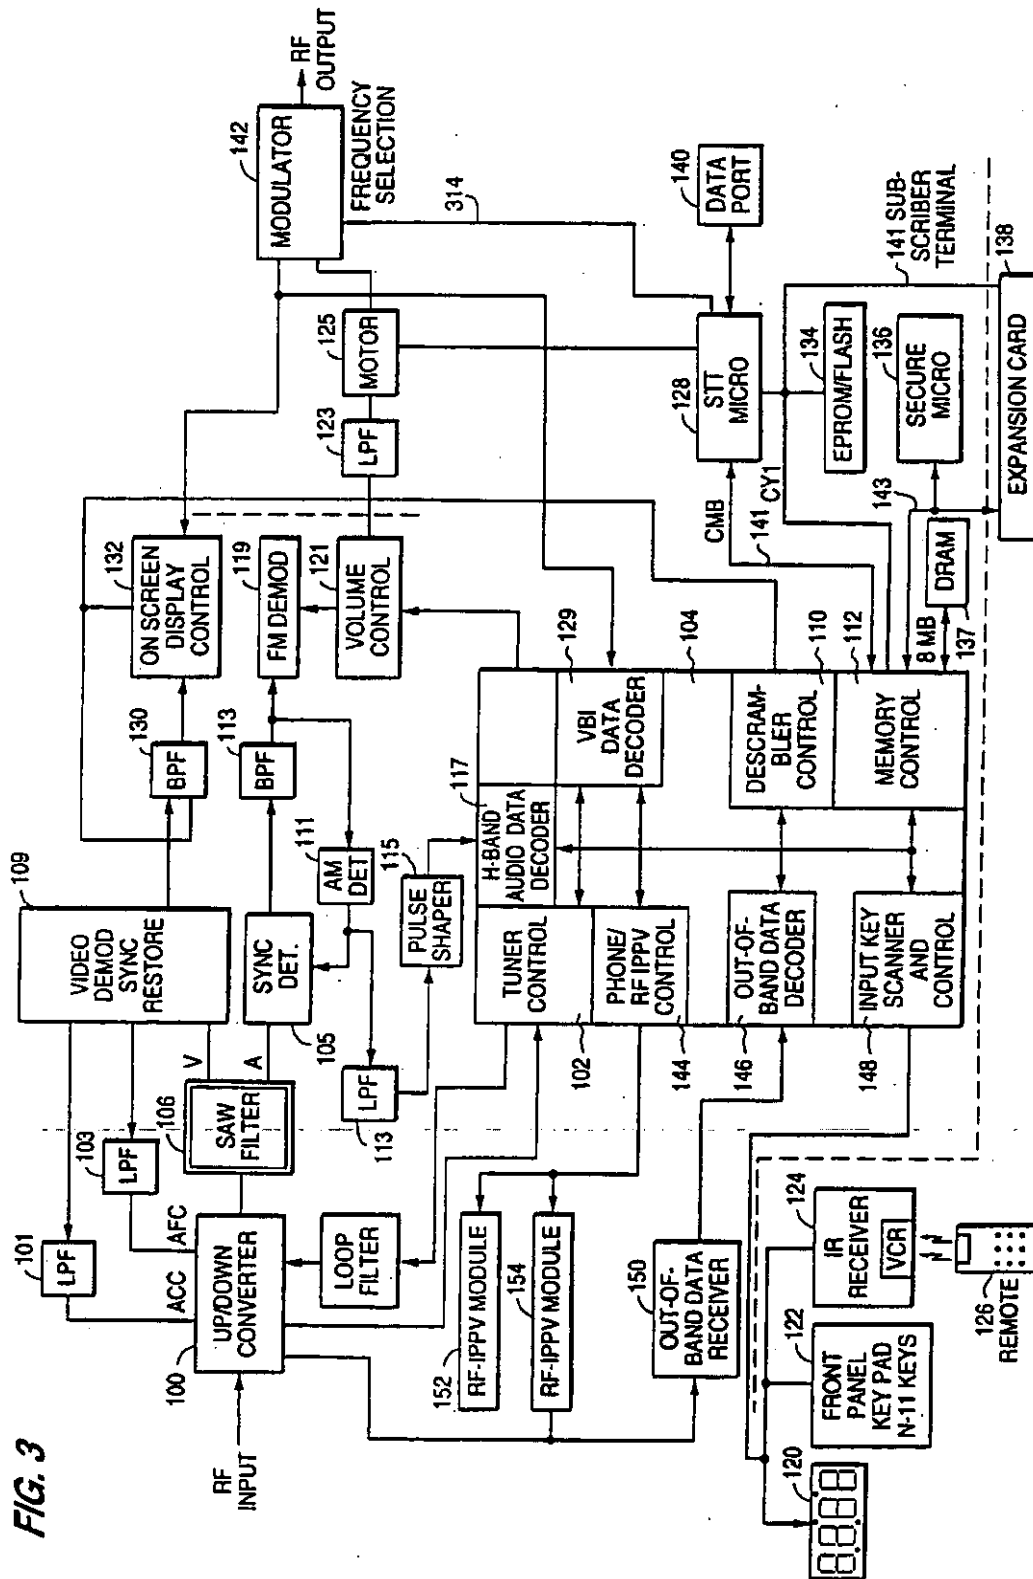 FIG. 3
RF
INPUT
100
UP/DOWN
CONVERTER
ACC
AFC
101
LPF
103
LPF
106
SAW
FILTER
V
A
109
VIDEO
DEMOD
SYNC
RESTORE
SYNC
DET.
105
LOOP
FILTER
111
AM
DET
113
LPF
115
PULSE
SHAPER
130
BPF
113
BPF
132
ON SCREEN
DISPLAY
CONTROL
119
FM DEMOD
121
VOLUME
CONTROL
123
LPF
125
MOTOR
142
MODULATOR
RF
OUTPUT
FREQUENCY
SELECTION
314
152
RF-IPPV MODULE
154
RF-IPPV MODULE
150
OUT-OF-
BAND DATA
RECEIVER
102
TUNER
CONTROL
117
H-BAND
AUDIO DATA
DECODER
129
VBI DATA
DECODER
104
144
PHONE/
RF IPPV
CONTROL
146
OUT-OF-
BAND DATA
DECODER
148
INPUT KEY
SCANNER
AND
CONTROL
110
DESCRAM-
BLER
CONTROL
112
MEMORY
CONTROL
128
STT
MICRO
140
DATA
PORT
CMB
141
CY1
134
EPROM/FLASH
136
SECURE
MICRO
143
DRAM
137
8 MB
141 SUB-
SCRIBER
TERMINAL
138
EXPANSION CARD
120
8.8.8.8
122
FRONT
PANEL
KEY PAD
N-11 KEYS
124
IR
RECEIVER
VCR
126
REMOTE